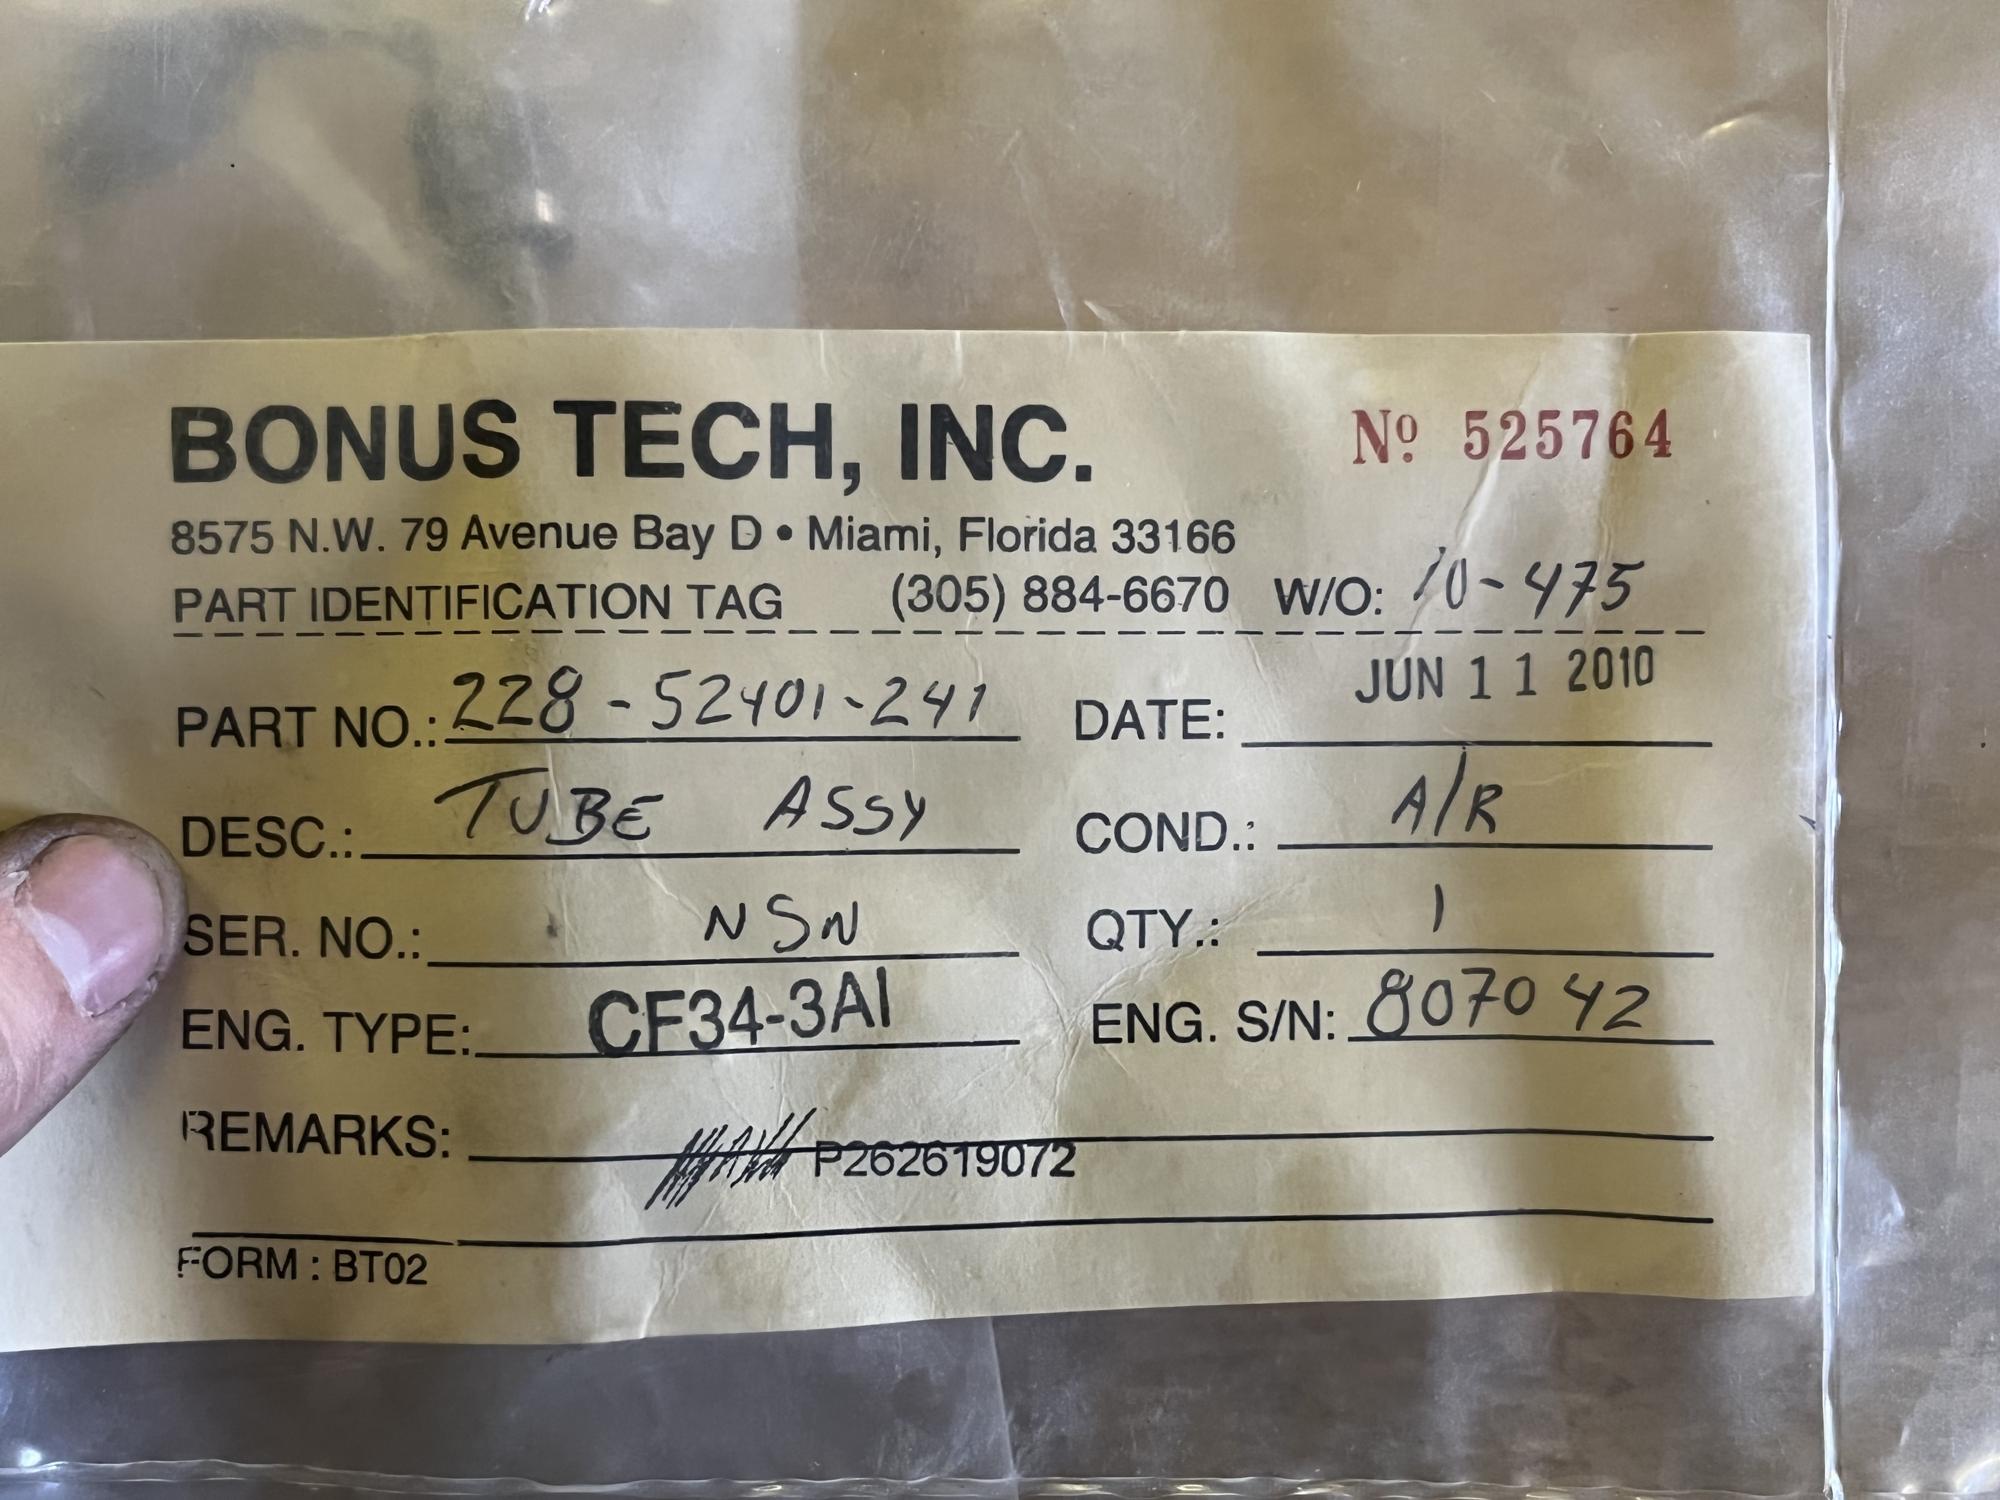 BONUS TECH, INC. Nº 525764
8575 N.W. 79 Avenue Bay D • Miami, Florida 33166
PART IDENTIFICATION TAG (305) 884-6670 W/O: 10-475
PART NO.: 228-52401-241 DATE: JUN 11 2010
DESC.: TUBE ASSY COND.: A/R
SER. NO.: NSN QTY.: 1
ENG. TYPE: CF34-3A1 ENG. S/N: 807042
REMARKS: P262619072
FORM : BT02